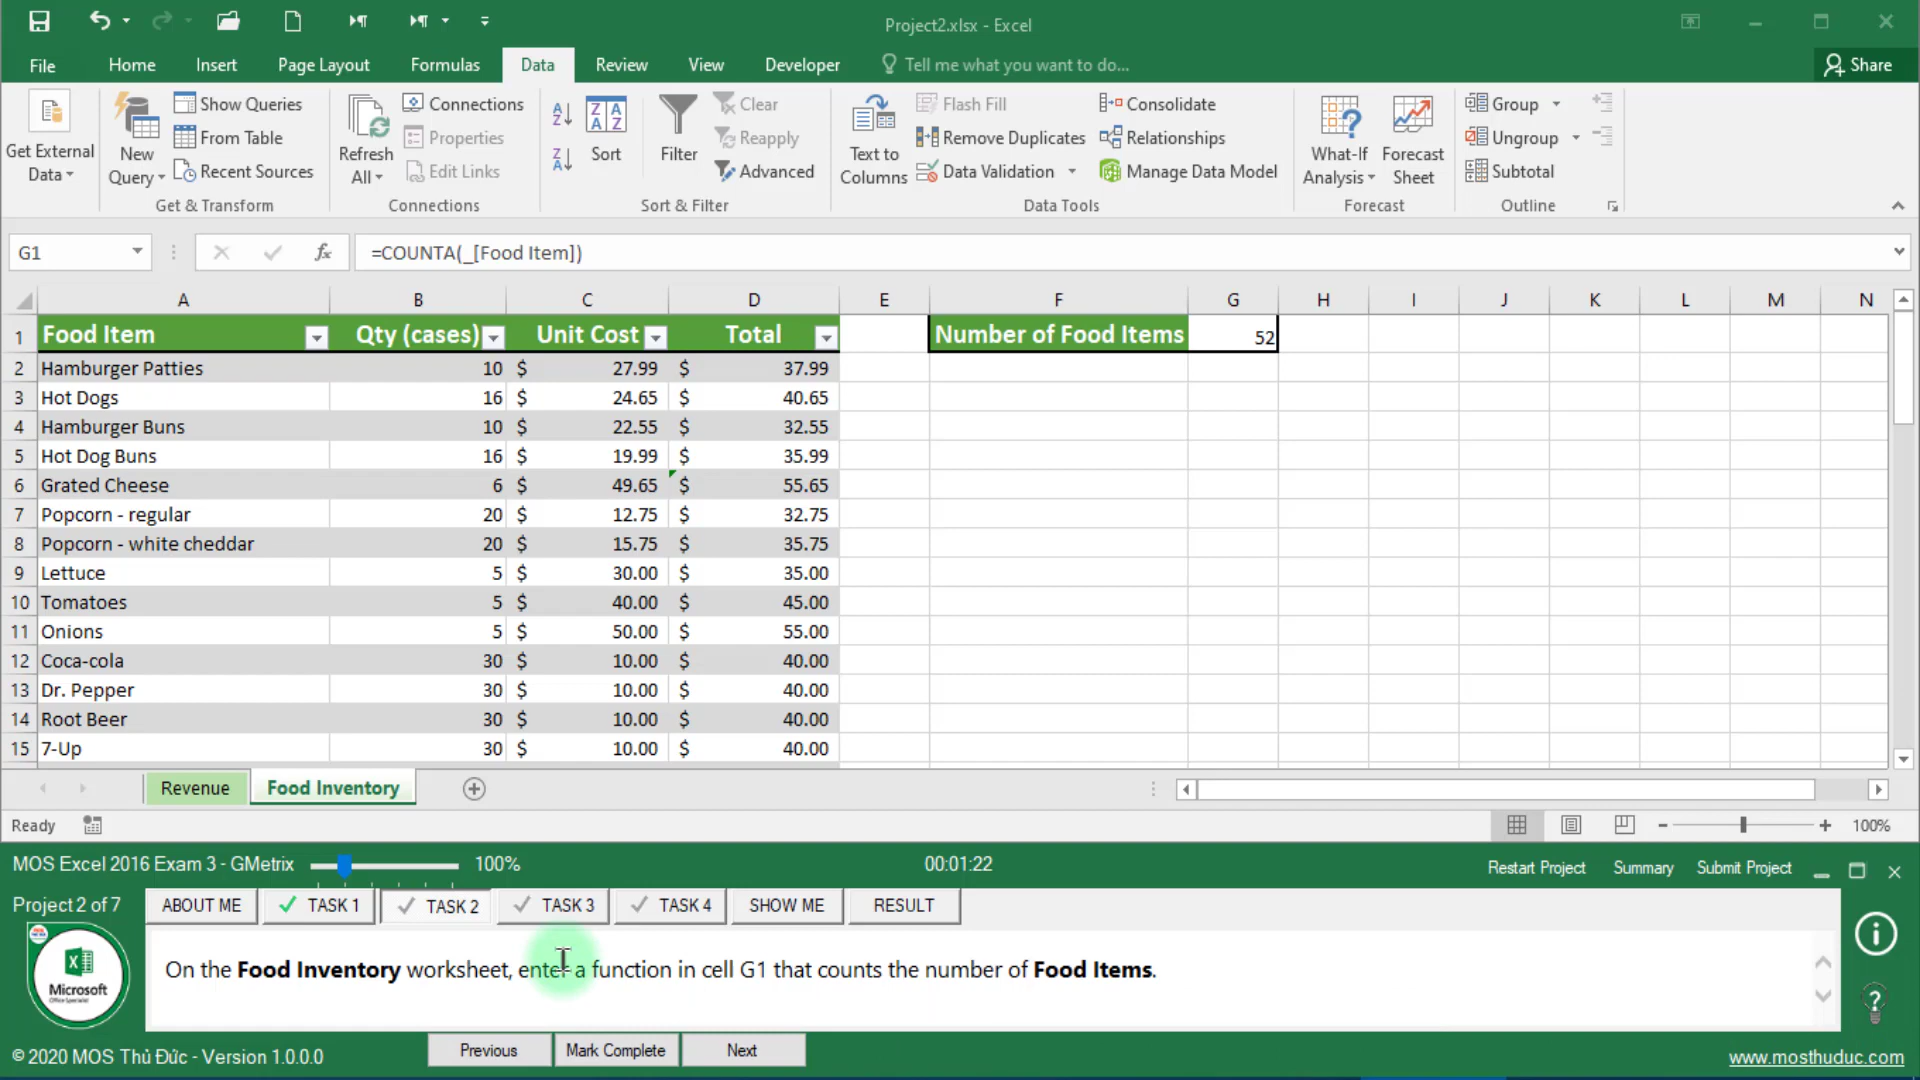 Project2.xlsx - Excel
File Home Insert Page Layout Formulas Data Review View Developer Tell me what you want to do... Share
Get External Data
New Query
Show Queries
From Table
Recent Sources
Get & Transform
Refresh All
Connections
Properties
Edit Links
Connections
Sort
Filter
Clear
Reapply
Advanced
Sort & Filter
Text to Columns
Flash Fill
Remove Duplicates
Data Validation
Consolidate
Relationships
Manage Data Model
Data Tools
What-If Analysis
Forecast Sheet
Forecast
Group
Ungroup
Subtotal
Outline
G1 fx =COUNTA(_[Food Item])
A B C D E F G H I J K L M N
1 Food Item Qty (cases) Unit Cost Total Number of Food Items 52
2 Hamburger Patties 10 $ 27.99 $ 37.99
3 Hot Dogs 16 $ 24.65 $ 40.65
4 Hamburger Buns 10 $ 22.55 $ 32.55
5 Hot Dog Buns 16 $ 19.99 $ 35.99
6 Grated Cheese 6 $ 49.65 $ 55.65
7 Popcorn - regular 20 $ 12.75 $ 32.75
8 Popcorn - white cheddar 20 $ 15.75 $ 35.75
9 Lettuce 5 $ 30.00 $ 35.00
10 Tomatoes 5 $ 40.00 $ 45.00
11 Onions 5 $ 50.00 $ 55.00
12 Coca-cola 30 $ 10.00 $ 40.00
13 Dr. Pepper 30 $ 10.00 $ 40.00
14 Root Beer 30 $ 10.00 $ 40.00
15 7-Up 30 $ 10.00 $ 40.00
Revenue Food Inventory
Ready 100%
MOS Excel 2016 Exam 3 - GMetrix 100% 00:01:22 Restart Project Summary Submit Project
Project 2 of 7 ABOUT ME TASK 1 TASK 2 TASK 3 TASK 4 SHOW ME RESULT
On the Food Inventory worksheet, enter a function in cell G1 that counts the number of Food Items.
Microsoft
Previous Mark Complete Next
© 2020 MOS Thủ Đức - Version 1.0.0.0 www.mosthuduc.com